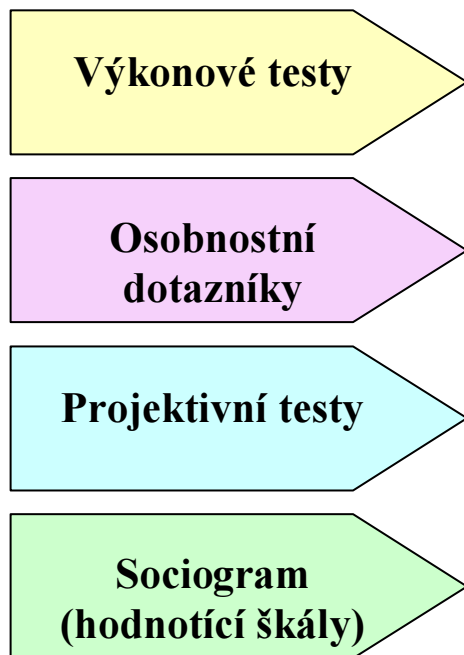 Výkonové testy
Osobnostní
dotazníky
Projektivní testy
Sociogram
(hodnotící škály)